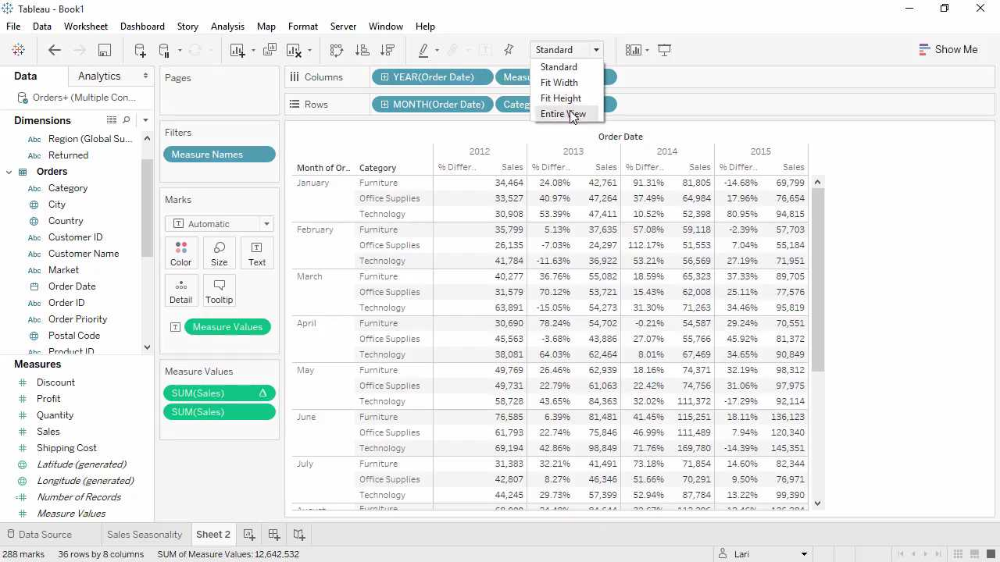 Tableau - Book1
File Data Worksheet Dashboard Story Analysis Map Format Server Window Help
Standard
Show Me
Standard
Fit Width
Fit Height
Entire View
Data Analytics
Orders+ (Multiple Con...
Dimensions
Abc Region (Global Su...
Abc Returned
Orders
Abc Category
City
Country
Abc Customer ID
Abc Customer Name
Abc Market
Order Date
Abc Order ID
Abc Order Priority
Abc Postal Code
Abc Product ID
Measures
Discount
Profit
Quantity
Sales
Shipping Cost
Latitude (generated)
Longitude (generated)
Number of Records
Measure Values
Pages
Filters
Measure Names
Marks
Automatic
Color Size Text
Detail Tooltip
Measure Values
Measure Values
SUM(Sales)
SUM(Sales)
Columns YEAR(Order Date)
Rows MONTH(Order Date)
Order Date
2012 2013 2014 2015
Month of Or.. Category % Differ.. Sales % Differ.. Sales % Differ.. Sales % Differ.. Sales
January Furniture 34,464 24.08% 42,761 91.31% 81,805 -14.68% 69,799
Office Supplies 33,527 40.97% 47,264 37.49% 64,984 17.96% 76,654
Technology 30,908 53.39% 47,411 10.52% 52,398 80.95% 94,815
February Furniture 35,799 5.13% 37,635 57.08% 59,118 -2.39% 57,703
Office Supplies 26,135 -7.03% 24,297 112.17% 51,553 7.04% 55,184
Technology 41,784 -11.63% 36,922 53.21% 56,569 27.19% 71,951
March Furniture 40,277 36.76% 55,082 18.59% 65,323 37.33% 89,705
Office Supplies 31,579 70.12% 53,721 15.43% 62,008 25.11% 77,576
Technology 63,891 -15.05% 54,273 31.30% 71,263 34.46% 95,819
April Furniture 30,690 78.24% 54,702 -0.21% 54,587 29.24% 70,551
Office Supplies 45,563 -3.68% 43,886 27.07% 55,766 45.92% 81,372
Technology 38,081 64.03% 62,464 8.01% 67,469 34.65% 90,849
May Furniture 49,769 26.46% 62,939 18.16% 74,371 32.19% 98,312
Office Supplies 49,731 22.79% 61,063 22.42% 74,756 31.06% 97,975
Technology 58,728 43.65% 84,363 32.02% 111,372 -17.29% 92,114
June Furniture 76,585 6.39% 81,481 41.45% 115,251 18.11% 136,123
Office Supplies 61,793 22.74% 75,846 46.99% 111,489 7.94% 120,340
Technology 69,194 42.86% 98,849 71.76% 169,780 -14.39% 145,351
July Furniture 31,383 32.21% 41,491 73.18% 71,854 14.60% 82,344
Office Supplies 42,807 8.27% 46,346 51.66% 70,291 9.50% 76,971
Technology 44,245 29.73% 57,399 52.94% 87,784 13.22% 99,390
August Furniture
Data Source Sales Seasonality Sheet 2
288 marks 36 rows by 8 columns SUM of Measure Values: 12,642,532 Lari